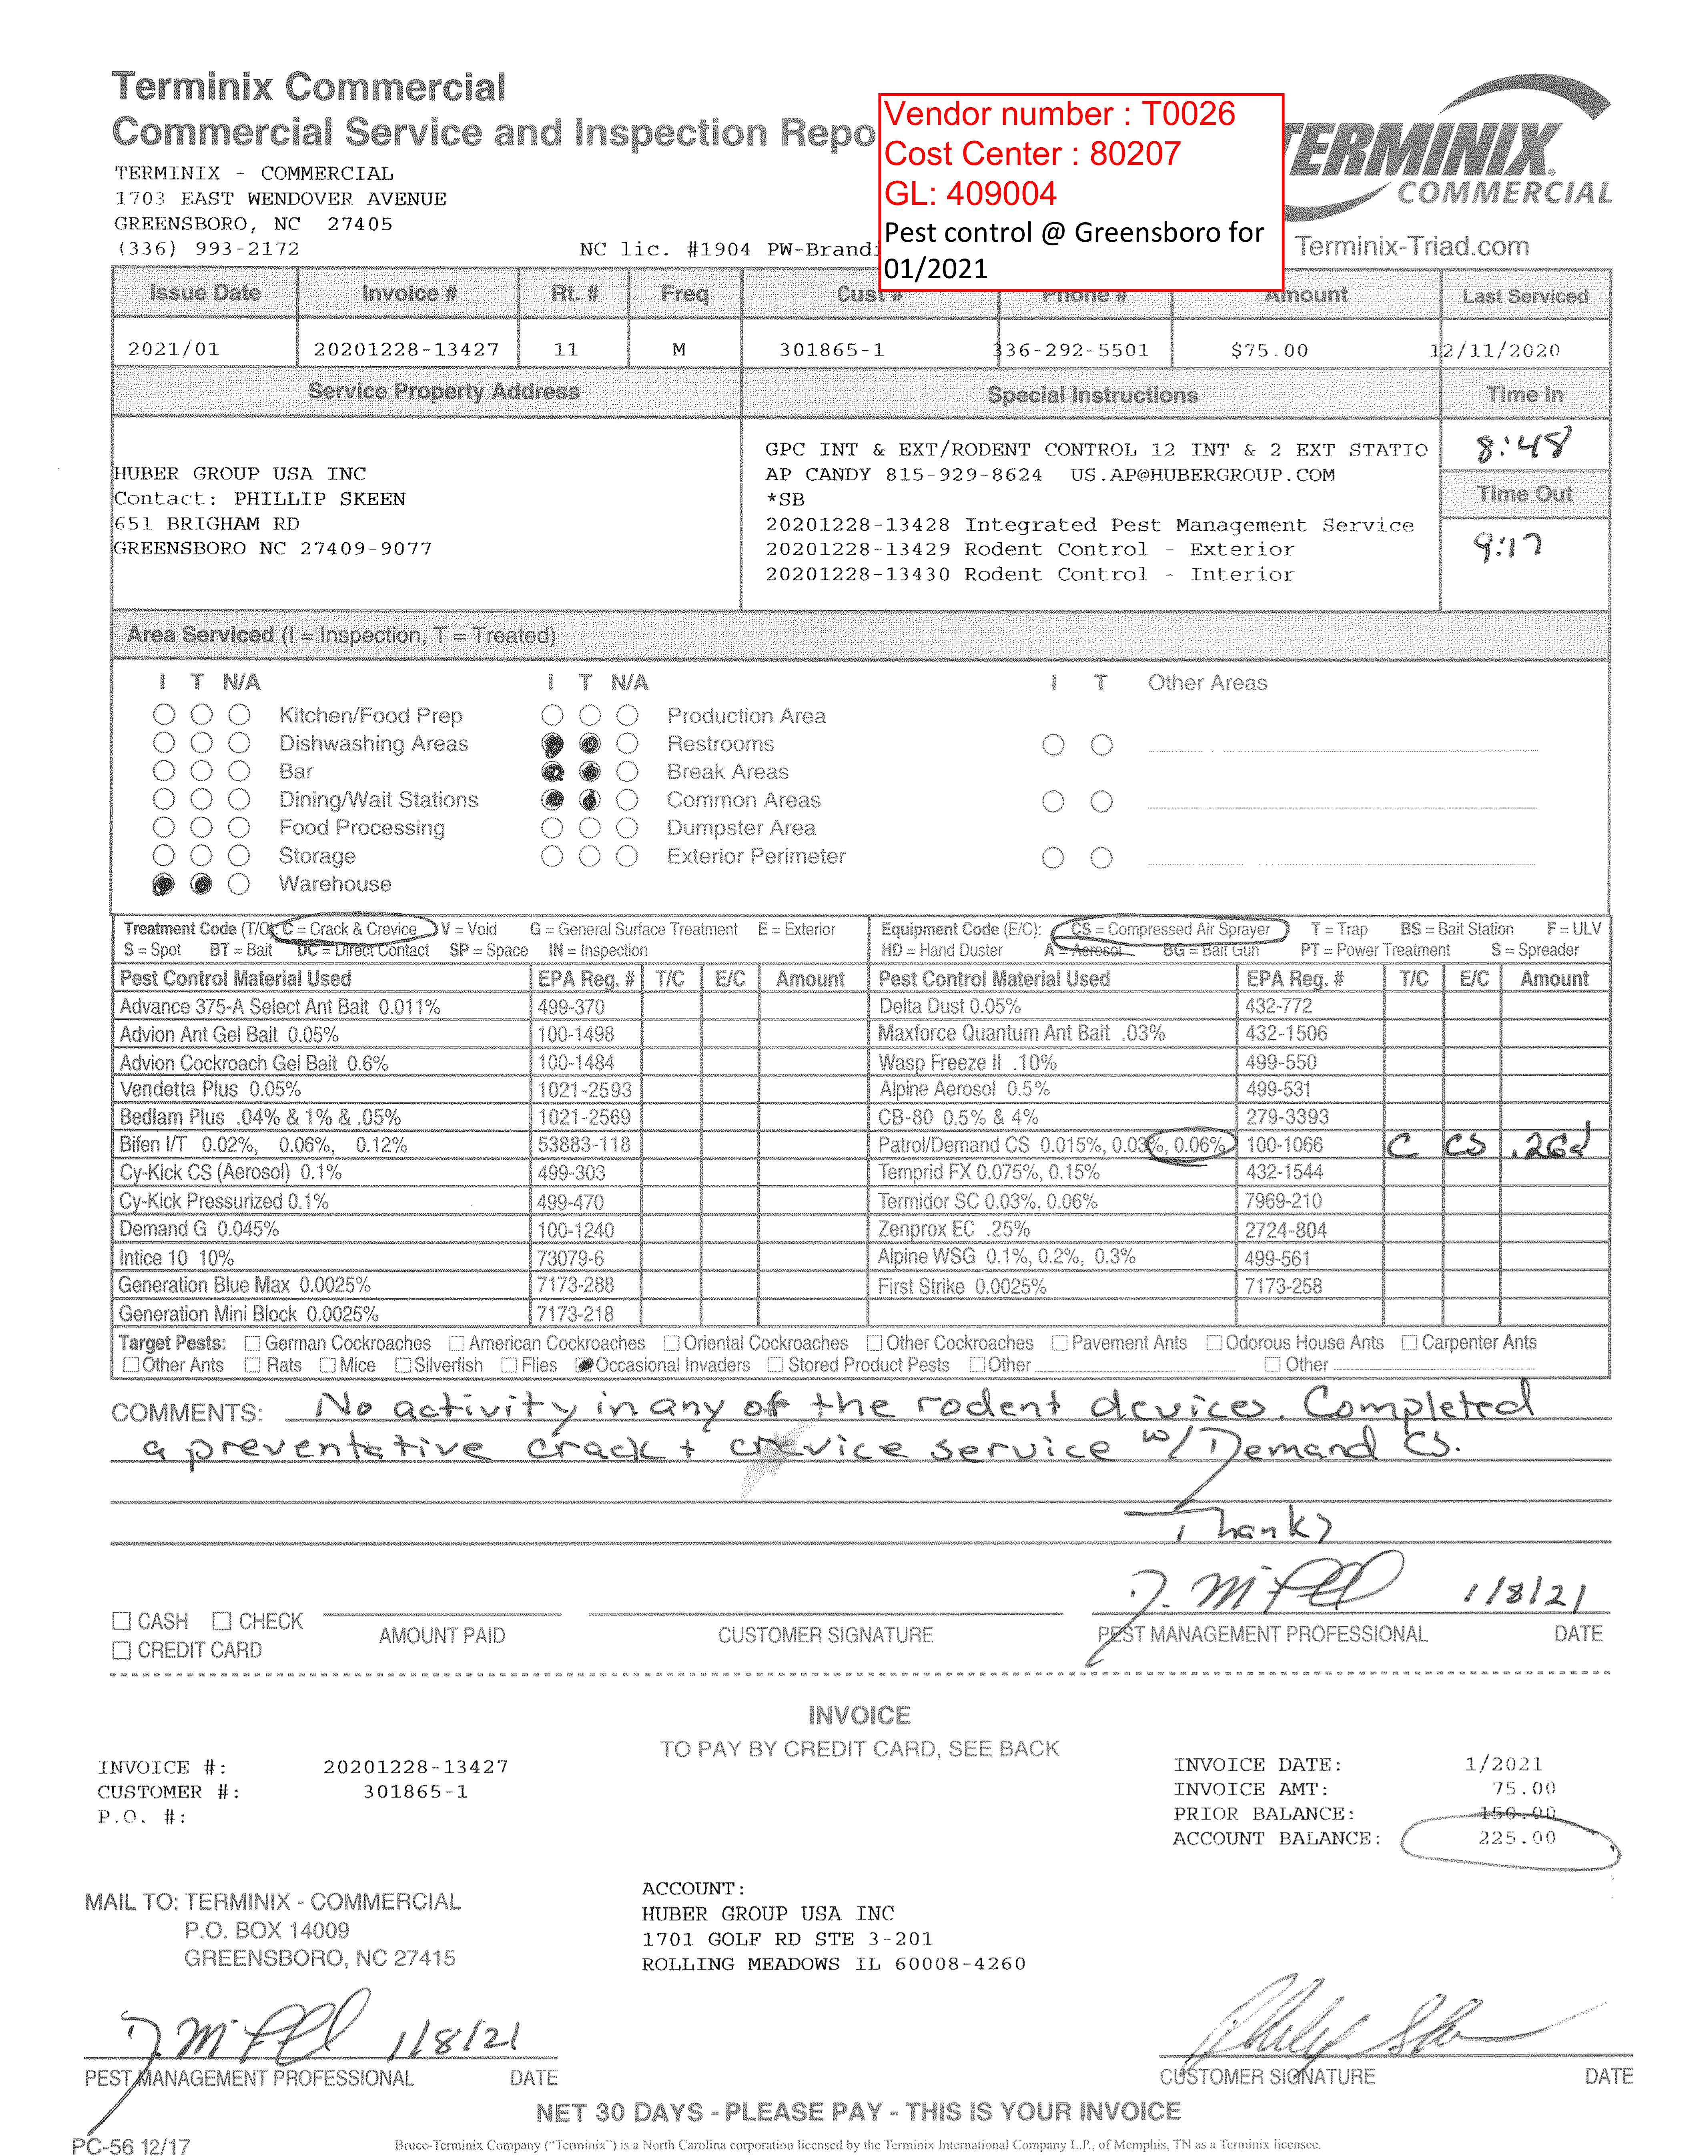 Terminix Commercial
Commercial Service and Inspection Repo
Vendor number : T0026
Cost Center : 80207
GL: 409004
Pest control @ Greensboro for
01/2021
TERMINIX
COMMERCIAL
Terminix-Triad.com
TERMINIX - COMMERCIAL
1703 EAST WENDOVER AVENUE
GREENSBORO, NC 27405
(336) 993-2172 NC lic. #1904 PW-Brandi
Issue Date Invoice # Rt. # Freq Cust # Phone # Amount Last Serviced
2021/01 20201228-13427 11 M 301865-1 336-292-5501 $75.00 12/11/2020
Service Property Address Special Instructions Time In
HUBER GROUP USA INC
Contact: PHILLIP SKEEN
651 BRIGHAM RD
GREENSBORO NC 27409-9077
GPC INT & EXT/RODENT CONTROL 12 INT & 2 EXT STATIO
AP CANDY 815-929-8624 US.AP@HUBERGROUP.COM
*SB
20201228-13428 Integrated Pest Management Service
20201228-13429 Rodent Control - Exterior
20201228-13430 Rodent Control - Interior
8:48
Time Out
9:17
Area Serviced (I = Inspection, T = Treated)
I T N/A I T N/A I T Other Areas
Kitchen/Food Prep Production Area
Dishwashing Areas Restrooms
Bar Break Areas
Dining/Wait Stations Common Areas
Food Processing Dumpster Area
Storage Exterior Perimeter
Warehouse
Treatment Code (T/C) C = Crack & Crevice V = Void G = General Surface Treatment E = Exterior
S = Spot BT = Bait DC = Direct Contact SP = Space IN = Inspection
Equipment Code (E/C): CS = Compressed Air Sprayer T = Trap BS = Bait Station F = ULV
HD = Hand Duster A = Aerosol BG = Bait Gun PT = Power Treatment S = Spreader
Pest Control Material Used EPA Reg. # T/C E/C Amount Pest Control Material Used EPA Reg. # T/C E/C Amount
Advance 375-A Select Ant Bait 0.011% 499-370 Delta Dust 0.05% 432-772
Advion Ant Gel Bait 0.05% 100-1498 Maxforce Quantum Ant Bait .03% 432-1506
Advion Cockroach Gel Bait 0.6% 100-1484 Wasp Freeze II .10% 499-550
Vendetta Plus 0.05% 1021-2593 Alpine Aerosol 0.5% 499-531
Bedlam Plus .04% & 1% & .05% 1021-2569 CB-80 0.5% & 4% 279-3393
Bifen I/T 0.02%, 0.06%, 0.12% 53883-118 Patrol/Demand CS 0.015%, 0.03%, 0.06% 100-1066 C CS
Cy-Kick CS (Aerosol) 0.1% 499-303 Temprid FX 0.075%, 0.15% 432-1544
Cy-Kick Pressurized 0.1% 499-470 Termidor SC 0.03%, 0.06% 7969-210
Demand G 0.045% 100-1240 Zenprox EC .25% 2724-804
Intice 10 10% 73079-6 Alpine WSG 0.1%, 0.2%, 0.3% 499-561
Generation Blue Max 0.0025% 7173-288 First Strike 0.0025% 7173-258
Generation Mini Block 0.0025% 7173-218
Target Pests: German Cockroaches American Cockroaches Oriental Cockroaches Other Cockroaches Pavement Ants Odorous House Ants Carpenter Ants
Other Ants Rats Mice Silverfish Flies Occasional Invaders Stored Product Pests Other Other
COMMENTS: No activity in any of the rodent devices. Completed
a preventative crack + crevice service w/ Demand CS.
Thanks
1/8/21
CASH CHECK
CREDIT CARD
AMOUNT PAID CUSTOMER SIGNATURE PEST MANAGEMENT PROFESSIONAL DATE
INVOICE
TO PAY BY CREDIT CARD, SEE BACK
INVOICE #: 20201228-13427
CUSTOMER #: 301865-1
P.O. #:
INVOICE DATE: 1/2021
INVOICE AMT: 75.00
PRIOR BALANCE: 150.00
ACCOUNT BALANCE: 225.00
MAIL TO: TERMINIX - COMMERCIAL
P.O. BOX 14009
GREENSBORO, NC 27415
ACCOUNT:
HUBER GROUP USA INC
1701 GOLF RD STE 3-201
ROLLING MEADOWS IL 60008-4260
1/8/21
PEST MANAGEMENT PROFESSIONAL DATE CUSTOMER SIGNATURE DATE
NET 30 DAYS - PLEASE PAY - THIS IS YOUR INVOICE
PC-56 12/17 Bruce-Terminix Company ("Terminix") is a North Carolina corporation licensed by the Terminix International Company L.P., of Memphis, TN as a Terminix licensee.